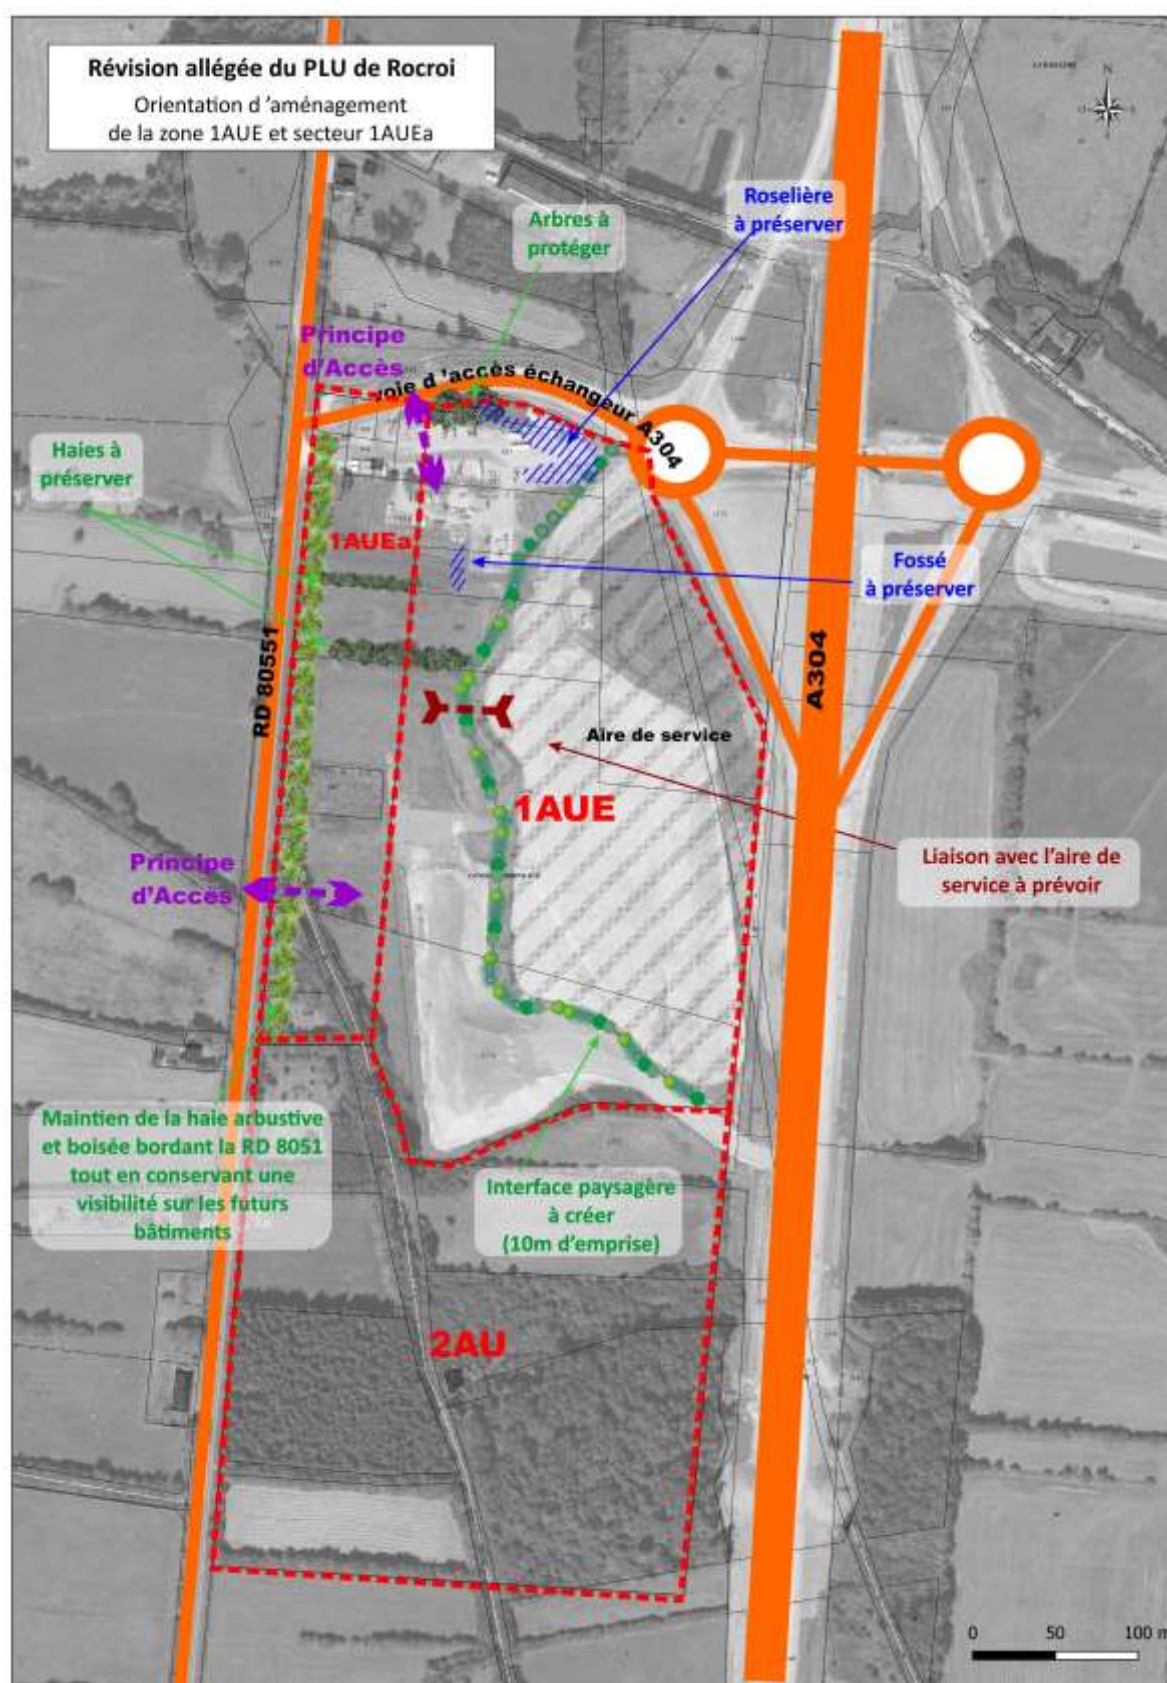 Révision allégée du PLU de Rocroi
Orientation d ’aménagement
de la zone 1AUE et secteur 1AUEa
N
Roselière
à préserver
Arbres à
protéger
Principe
d'Accès
voie d ’accès échangeur A304
Haies à
préserver
1AUEa
Fossé
à préserver
RD 80551
A304
Aire de service
1AUE
Liaison avec l’aire de
service à prévoir
Principe
d'Accès
Maintien de la haie arbustive
et boisée bordant la RD 8051
tout en conservant une
visibilité sur les futurs
bâtiments
Interface paysagère
à créer
(10m d’emprise)
2AU
0 50 100 m